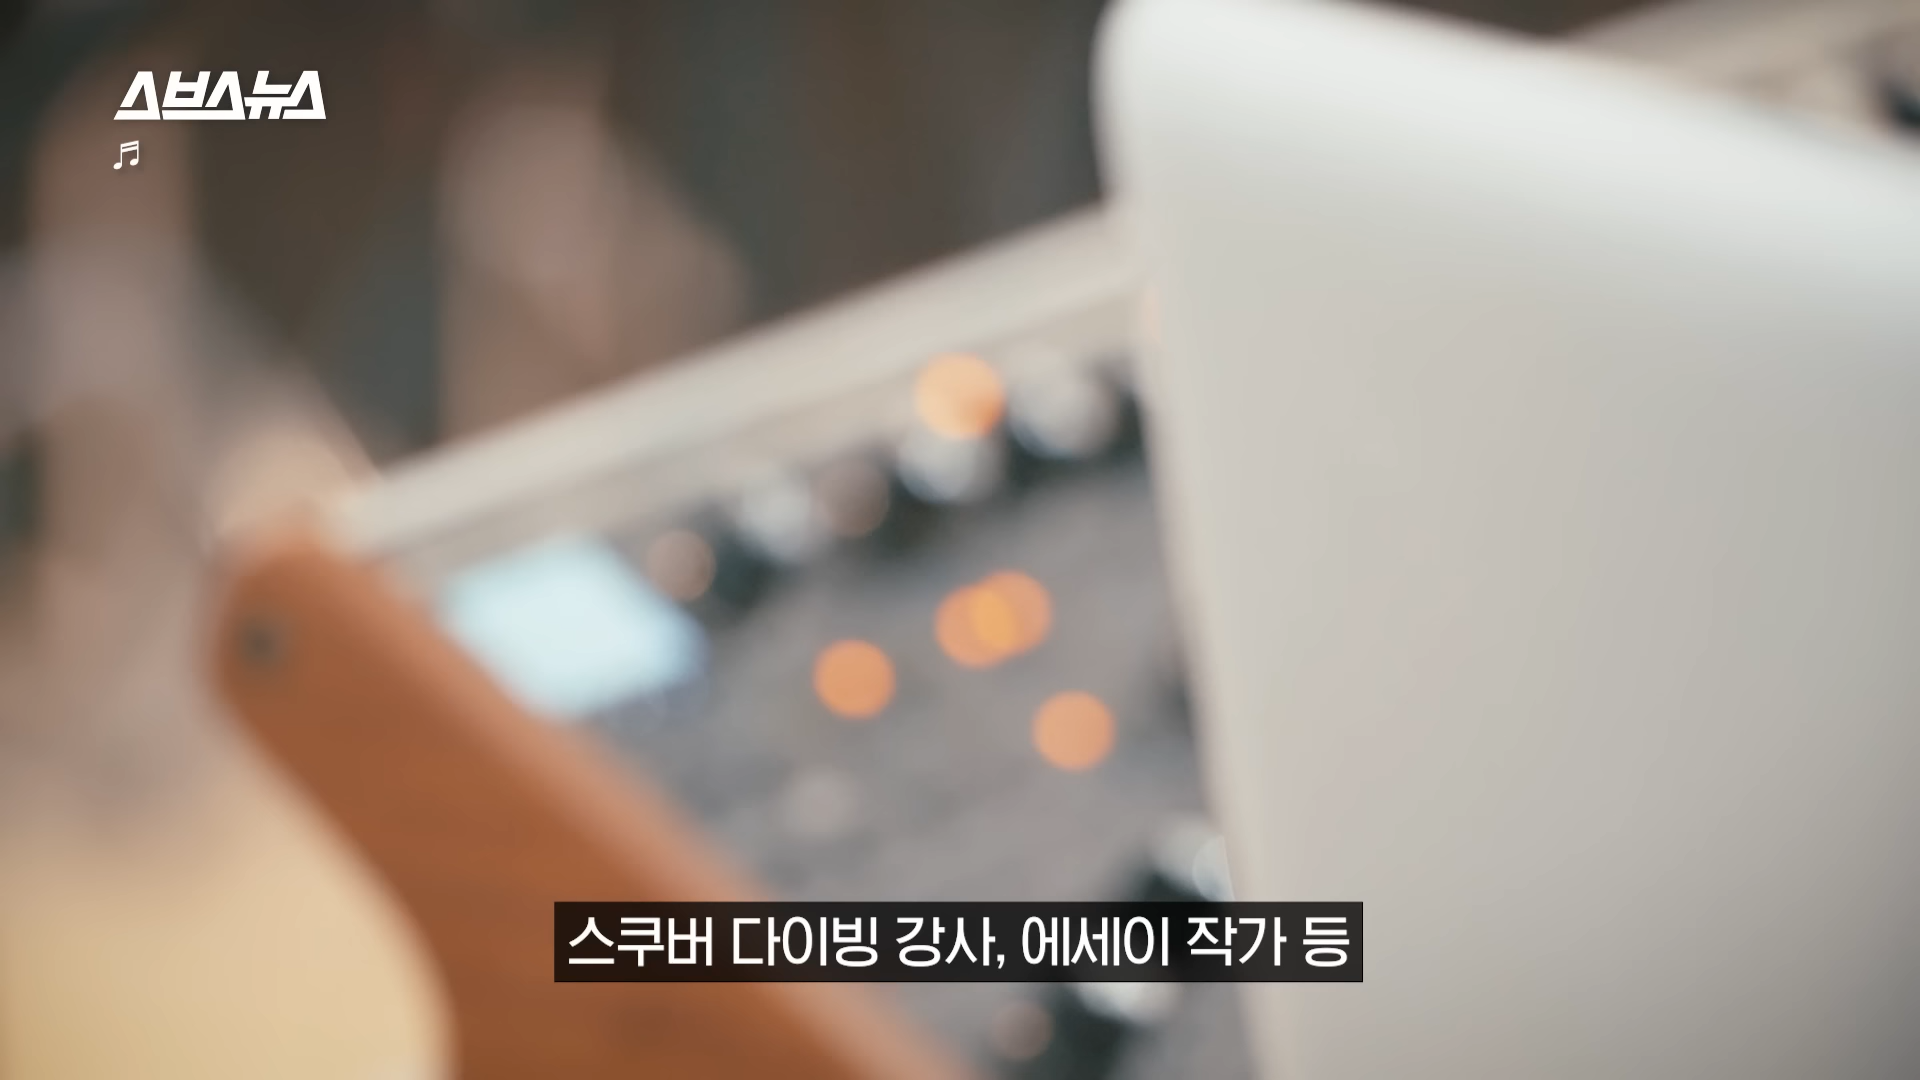 스브스뉴스
♬
스쿠버 다이빙 강사, 에세이 작가 등